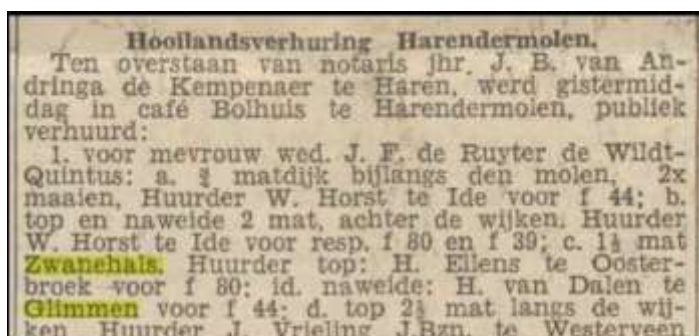 Hooilandsverhuring Harendermolen.
Ten overstaan van notaris jhr. J. B. van An-
dringa de Kempenaer te Haren, werd gistermid-
dag in café Bolhuis te Harendermolen, publiek
verhuurd:
1. voor mevrouw wed. J. F. de Ruyter de Wildt-
Quintus: a. ¾ matdijk bijlangs den molen, 2x
maaien, Huurder W. Horst te Ide voor f 44; b.
top en naweide 2 mat, achter de wijken. Huurder
W. Horst te Ide voor resp. f 80 en f 39; c. 1½ mat
Zwanehals. Huurder top: H. Ellens te Ooster-
broek voor f 80; id. naweide: H. van Dalen te
Glimmen voor f 44; d. top 2½ mat langs de wij-
ken. Huurder J. Vrieling J.Bzn. te Westerveen